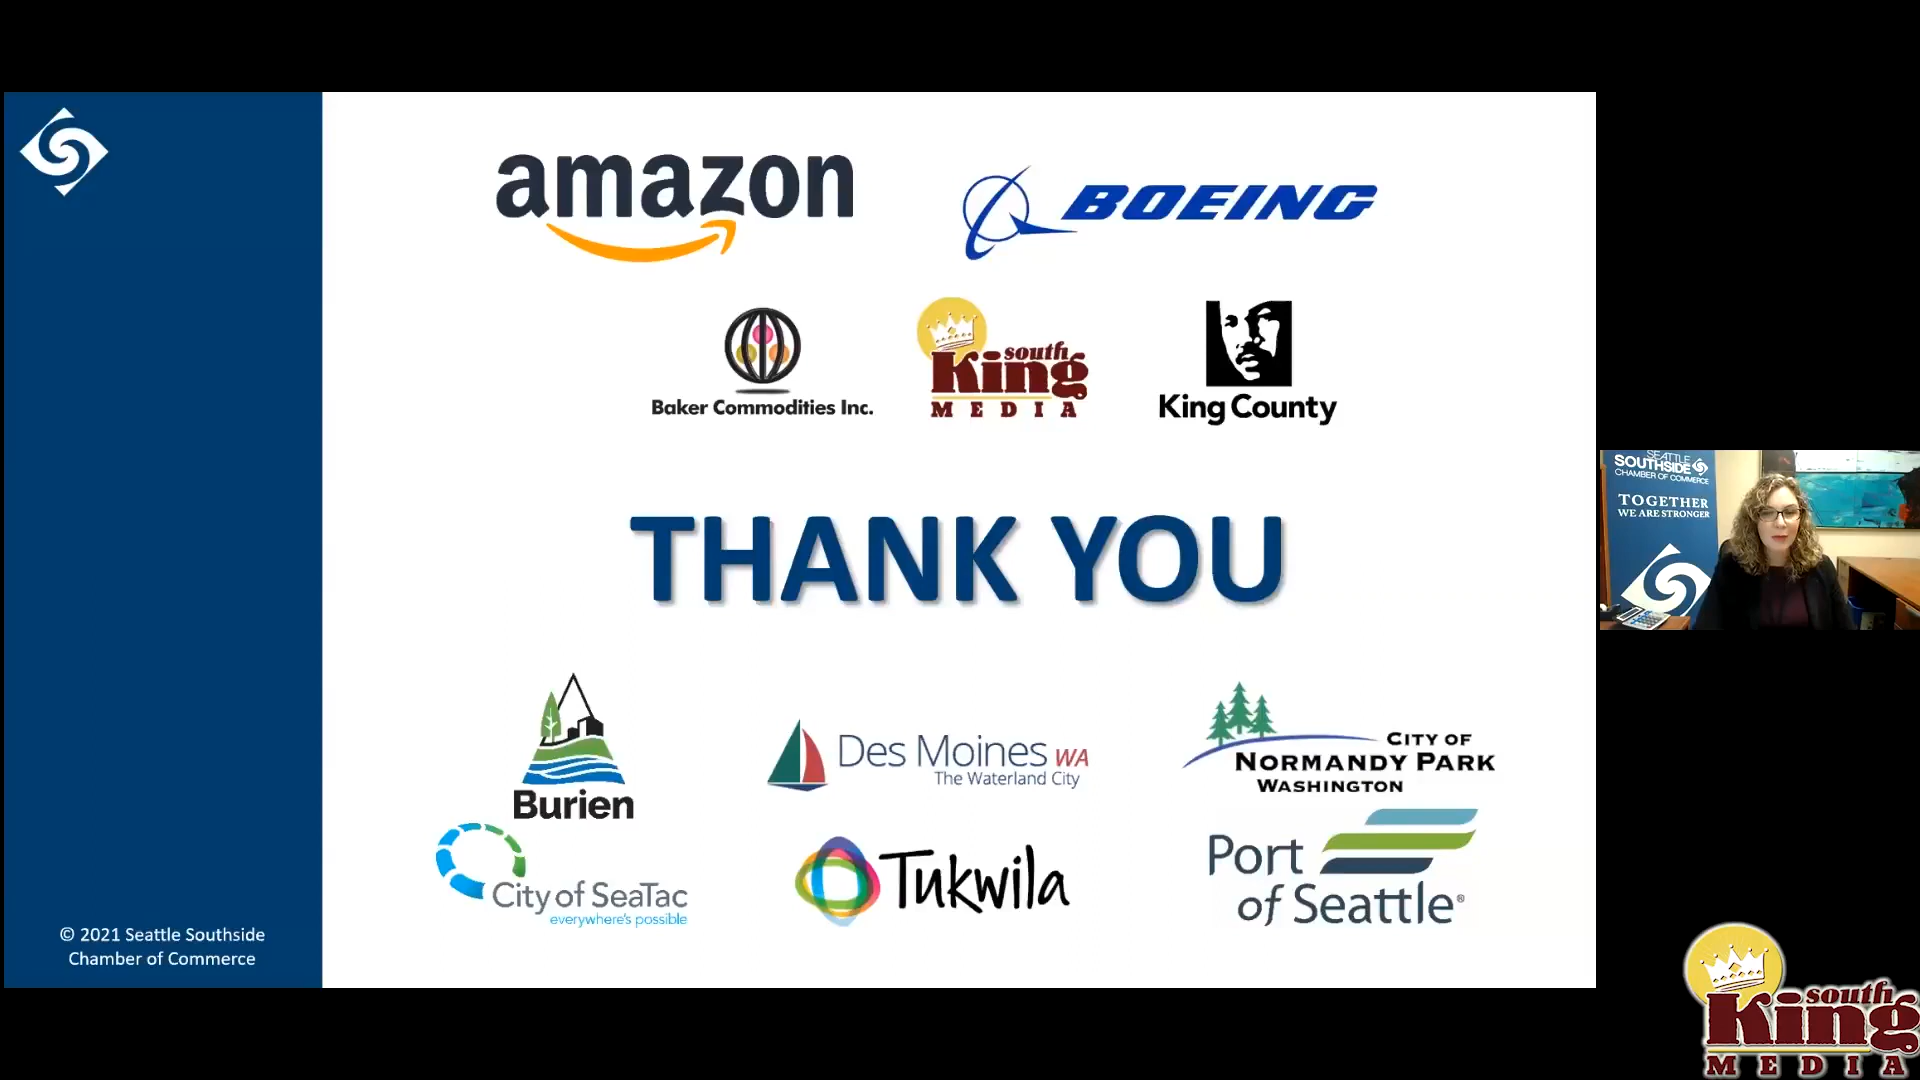 amazon
BOEING
Baker Commodities Inc.
south
King
MEDIA
King County
THANK YOU
Burien
Des Moines WA
The Waterland City
CITY OF
NORMANDY PARK
WASHINGTON
City of SeaTac
everywhere's possible
Tukwila
Port
of Seattle®
© 2021 Seattle Southside
Chamber of Commerce
SEATTLE
SOUTHSIDE
CHAMBER OF COMMERCE
TOGETHER
WE ARE STRONGER
south
King
MEDIA